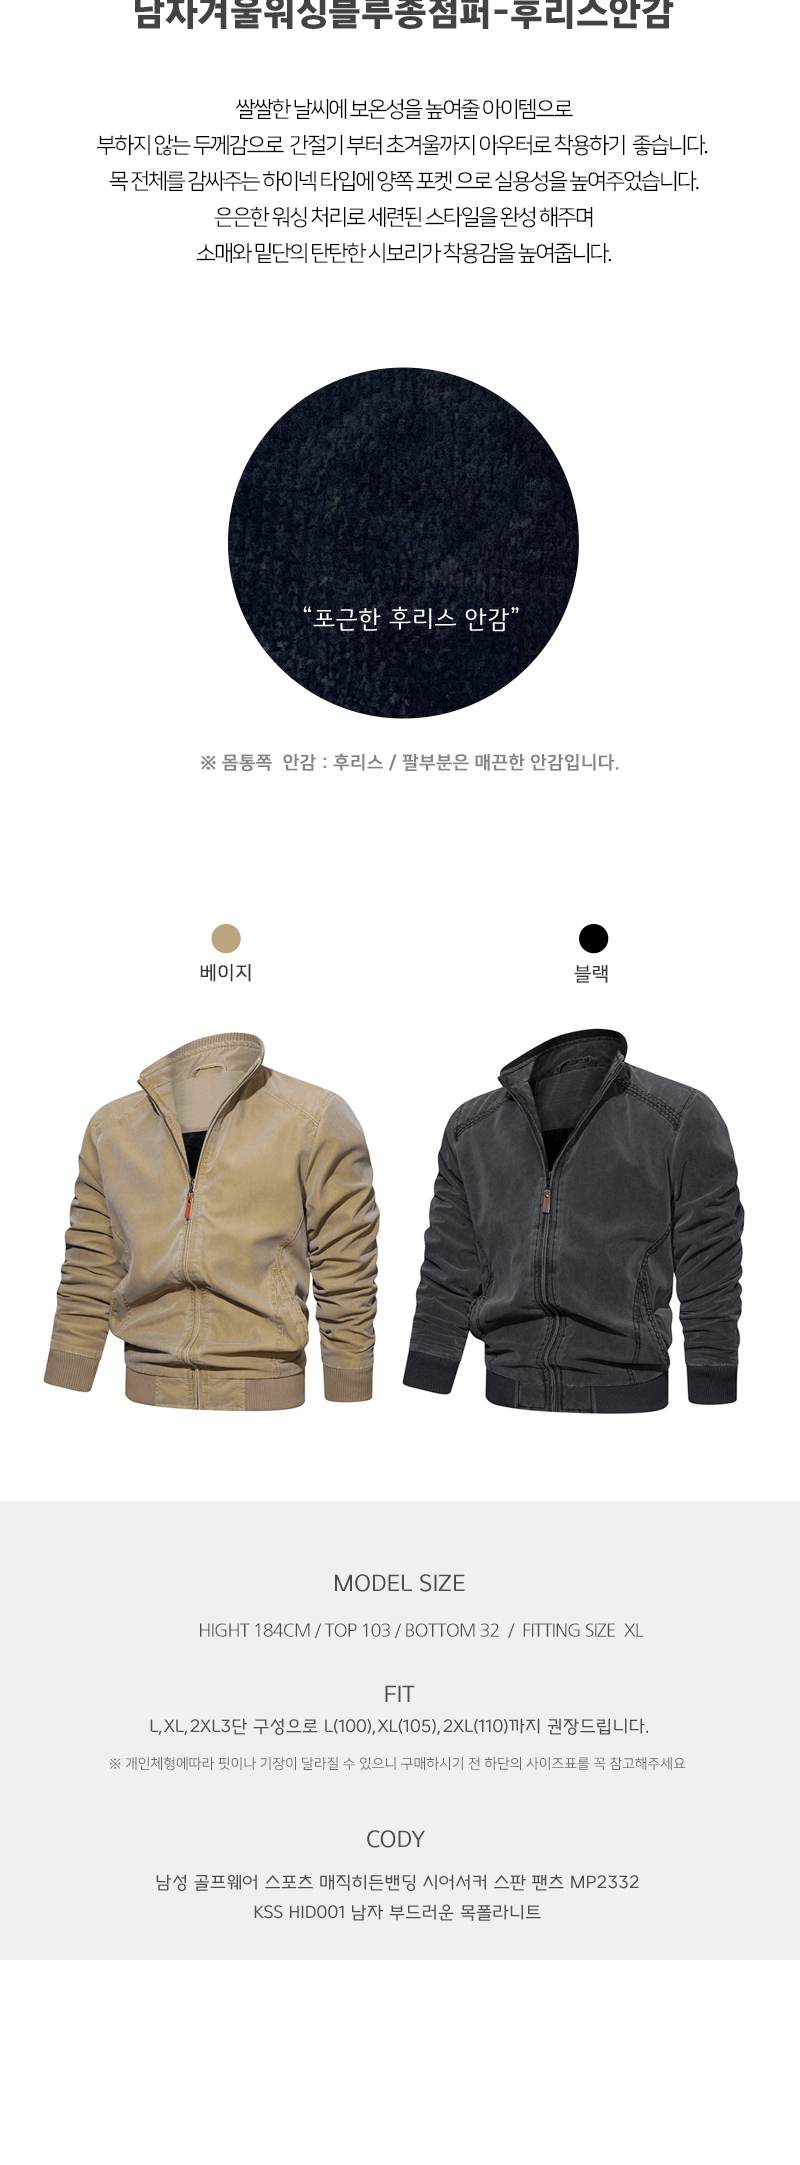 남자겨울워싱블루종점퍼-후리스안감
쌀쌀한 날씨에 보온성을 높여줄 아이템으로
부하지 않는 두께감으로 간절기 부터 초겨울까지 아우터로 착용하기 좋습니다.
목 전체를 감싸주는 하이넥 타입에 양쪽 포켓 으로 실용성을 높여주었습니다.
은은한 워싱 처리로 세련된 스타일을 완성 해주며
소매와 밑단의 탄탄한 시보리가 착용감을 높여줍니다.
“포근한 후리스 안감”
※ 몸통쪽 안감 : 후리스 / 팔부분은 매끈한 안감입니다.
베이지
블랙
MODEL SIZE
HIGHT 184CM / TOP 103 / BOTTOM 32 / FITTING SIZE XL
FIT
L,XL,2XL3단 구성으로 L(100),XL(105),2XL(110)까지 권장드립니다.
※ 개인체형에따라 핏이나 기장이 달라질 수 있으니 구매하시기 전 하단의 사이즈표를 꼭 참고해주세요
CODY
남성 골프웨어 스포츠 매직히든밴딩 시어서커 스판 팬츠 MP2332
KSS HID001 남자 부드러운 목폴라니트